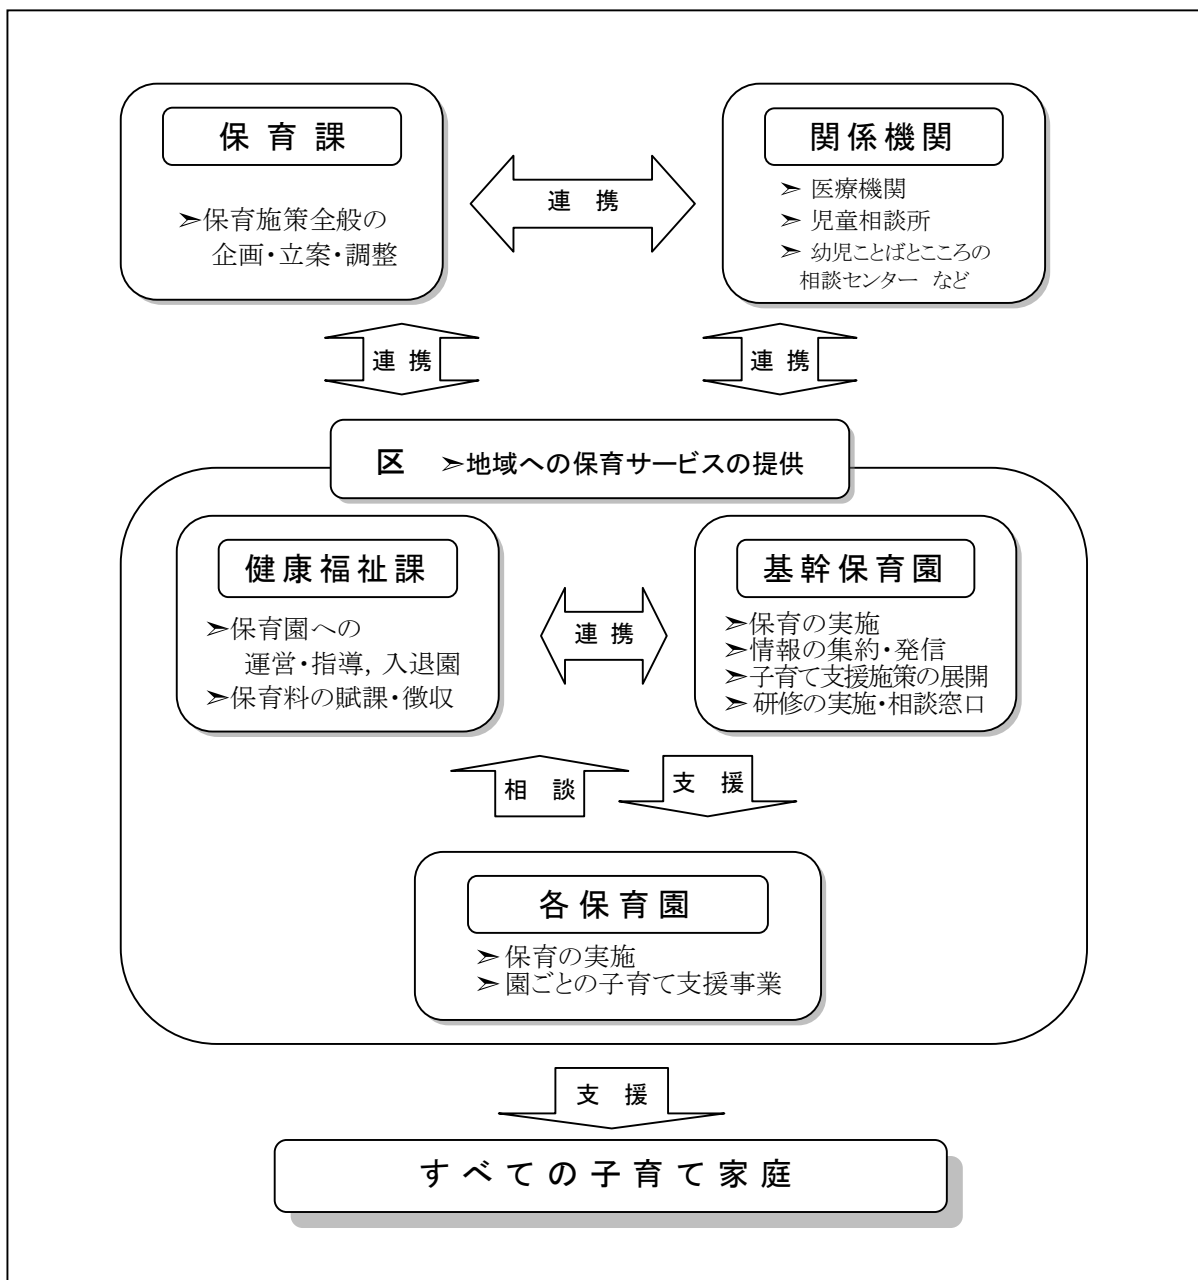 保育課
➢保育施策全般の
企画・立案・調整
連携
関係機関
➢ 医療機関
➢ 児童相談所
➢ 幼児ことばとこころの
相談センター など
連携
連携
区 ➢地域への保育サービスの提供
健康福祉課
➢保育園への
運営・指導, 入退園
➢保育料の賦課・徴収
連携
基幹保育園
➢保育の実施
➢情報の集約・発信
➢子育て支援施策の展開
➢研修の実施・相談窓口
相談
支援
各保育園
➢保育の実施
➢園ごとの子育て支援事業
支援
すべての子育て家庭